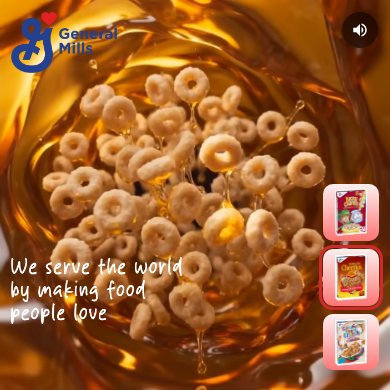 General
Mills
We serve the world
by making food
people love